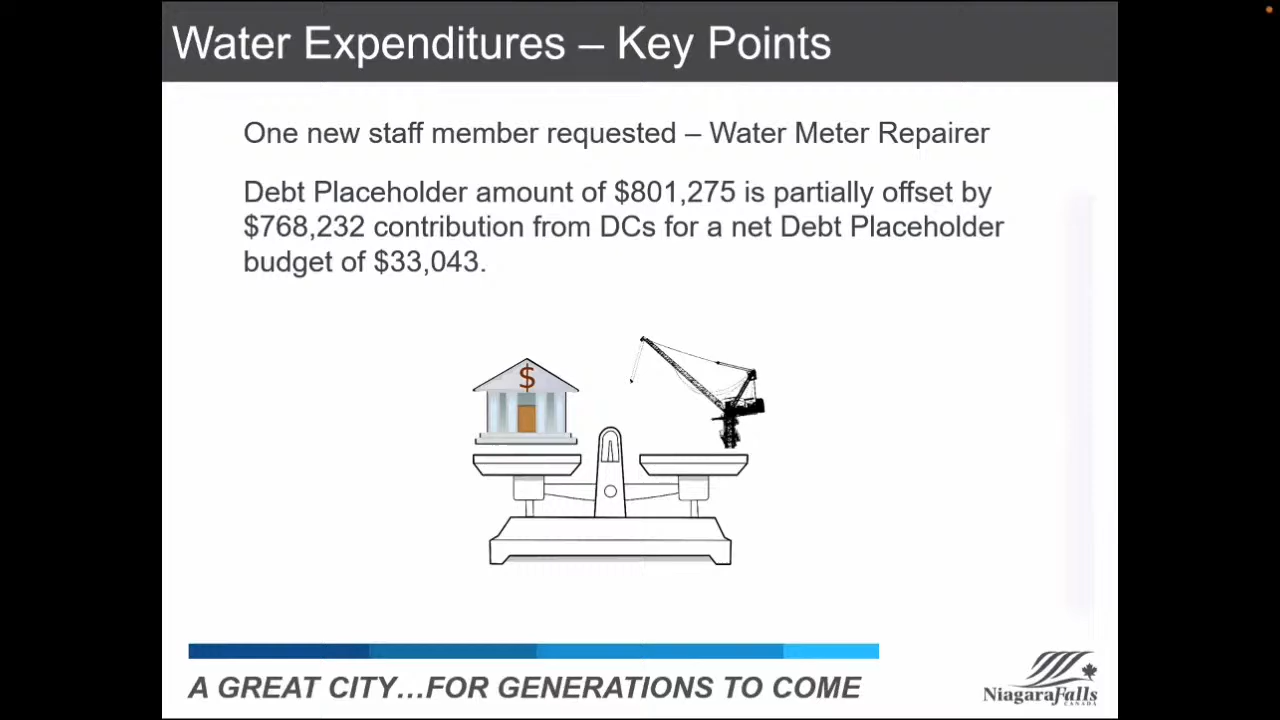 Water Expenditures – Key Points
One new staff member requested – Water Meter Repairer
Debt Placeholder amount of $801,275 is partially offset by
$768,232 contribution from DCs for a net Debt Placeholder
budget of $33,043.
$
A GREAT CITY...FOR GENERATIONS TO COME
NiagaraFalls
CANADA